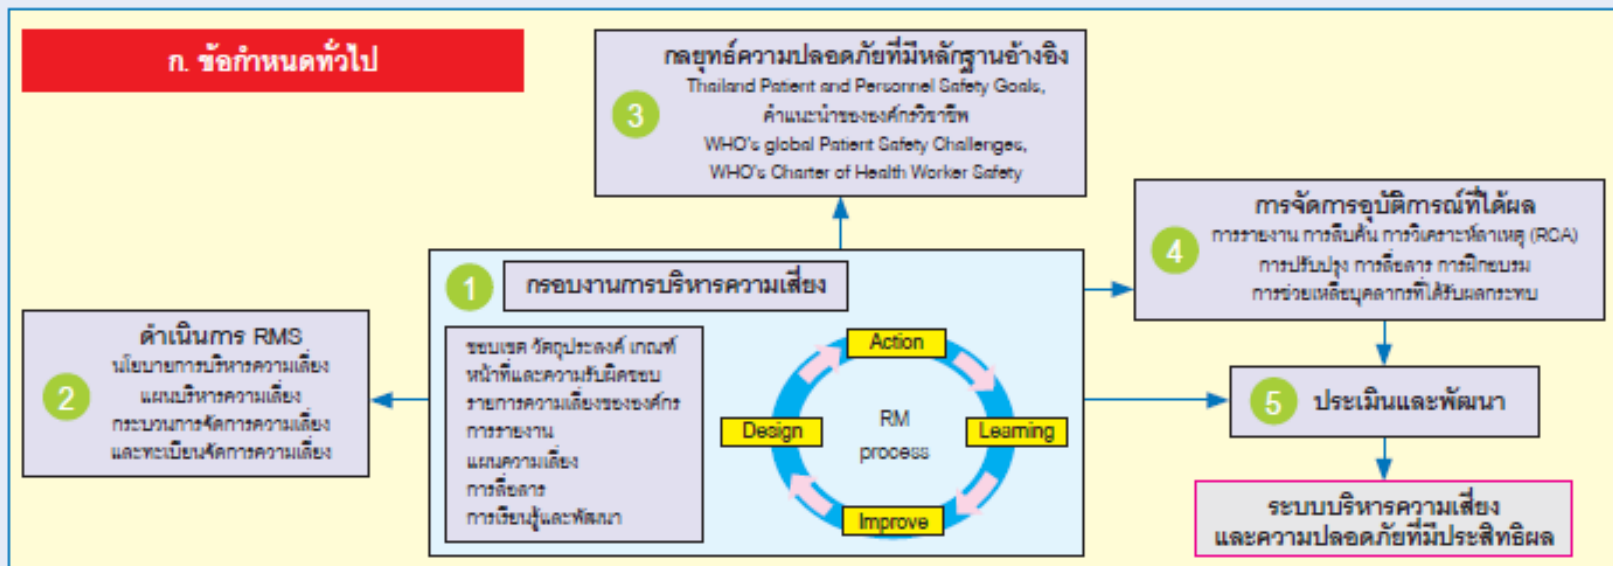 ก. ข้อกำหนดทั่วไป
3
กลยุทธ์ความปลอดภัยที่มีหลักฐานอ้างอิง
Thailand Patient and Personnel Safety Goals,
คำแนะนำขององค์กรวิชาชีพ
WHO's global Patient Safety Challenges,
WHO's Charter of Health Worker Safety
4
การจัดการอุบัติการณ์ที่ได้ผล
การรายงาน การสืบค้น การวิเคราะห์สาเหตุ (RCA)
การปรับปรุง การสื่อสาร การฝึกอบรม
การช่วยเหลือบุคลากรที่ได้รับผลกระทบ
1
กรอบงานการบริหารความเสี่ยง
ขอบเขต วัตถุประสงค์ เกณฑ์
หน้าที่และความรับผิดชอบ
รายการความเสี่ยงขององค์กร
การรายงาน
แผนความเสี่ยง
การสื่อสาร
การเรียนรู้และพัฒนา
Action
Design
RM
process
Learning
Improve
2
ดำเนินการ RMS
นโยบายการบริหารความเสี่ยง
แผนบริหารความเสี่ยง
กระบวนการจัดการความเสี่ยง
และทะเบียนจัดการความเสี่ยง
5
ประเมินและพัฒนา
ระบบบริหารความเสี่ยง
และความปลอดภัยที่มีประสิทธิผล